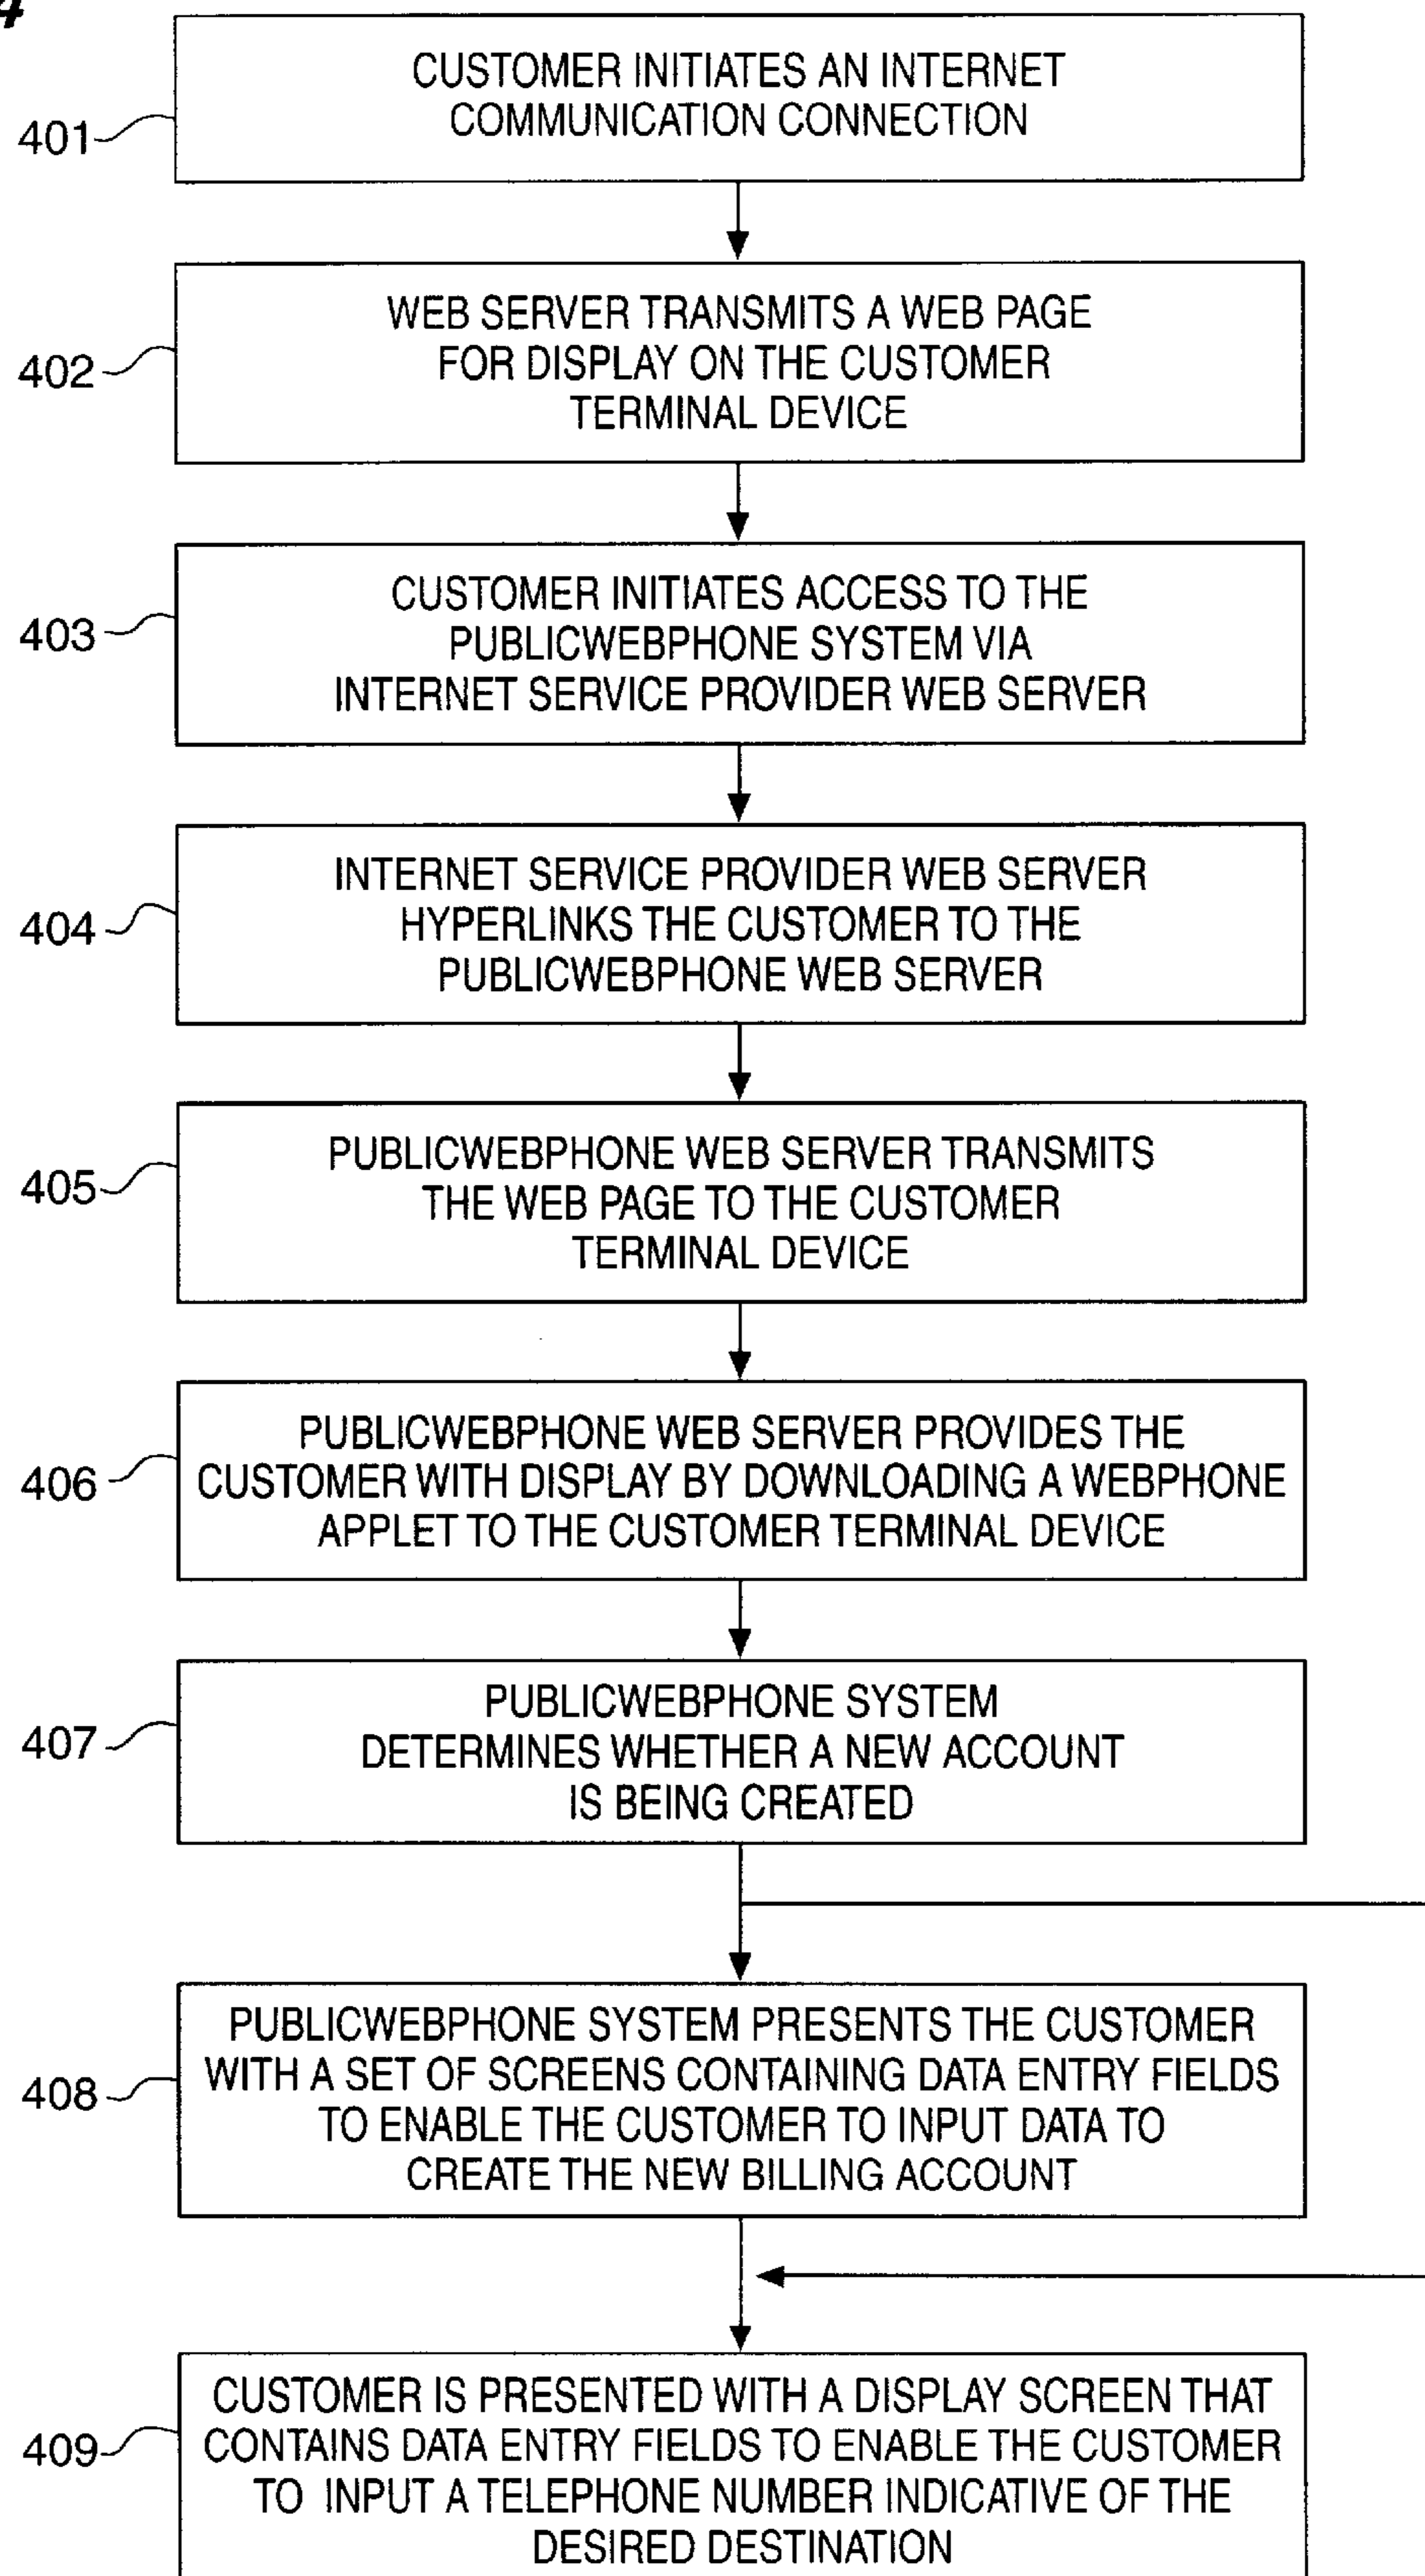 4
CUSTOMER INITIATES AN INTERNET
COMMUNICATION CONNECTION
401
WEB SERVER TRANSMITS A WEB PAGE
FOR DISPLAY ON THE CUSTOMER
TERMINAL DEVICE
402
CUSTOMER INITIATES ACCESS TO THE
PUBLICWEBPHONE SYSTEM VIA
INTERNET SERVICE PROVIDER WEB SERVER
403
INTERNET SERVICE PROVIDER WEB SERVER
HYPERLINKS THE CUSTOMER TO THE
PUBLICWEBPHONE WEB SERVER
404
PUBLICWEBPHONE WEB SERVER TRANSMITS
THE WEB PAGE TO THE CUSTOMER
TERMINAL DEVICE
405
PUBLICWEBPHONE WEB SERVER PROVIDES THE
CUSTOMER WITH DISPLAY BY DOWNLOADING A WEBPHONE
APPLET TO THE CUSTOMER TERMINAL DEVICE
406
PUBLICWEBPHONE SYSTEM
DETERMINES WHETHER A NEW ACCOUNT
IS BEING CREATED
407
PUBLICWEBPHONE SYSTEM PRESENTS THE CUSTOMER
WITH A SET OF SCREENS CONTAINING DATA ENTRY FIELDS
TO ENABLE THE CUSTOMER TO INPUT DATA TO
CREATE THE NEW BILLING ACCOUNT
408
CUSTOMER IS PRESENTED WITH A DISPLAY SCREEN THAT
CONTAINS DATA ENTRY FIELDS TO ENABLE THE CUSTOMER
TO INPUT A TELEPHONE NUMBER INDICATIVE OF THE
DESIRED DESTINATION
409